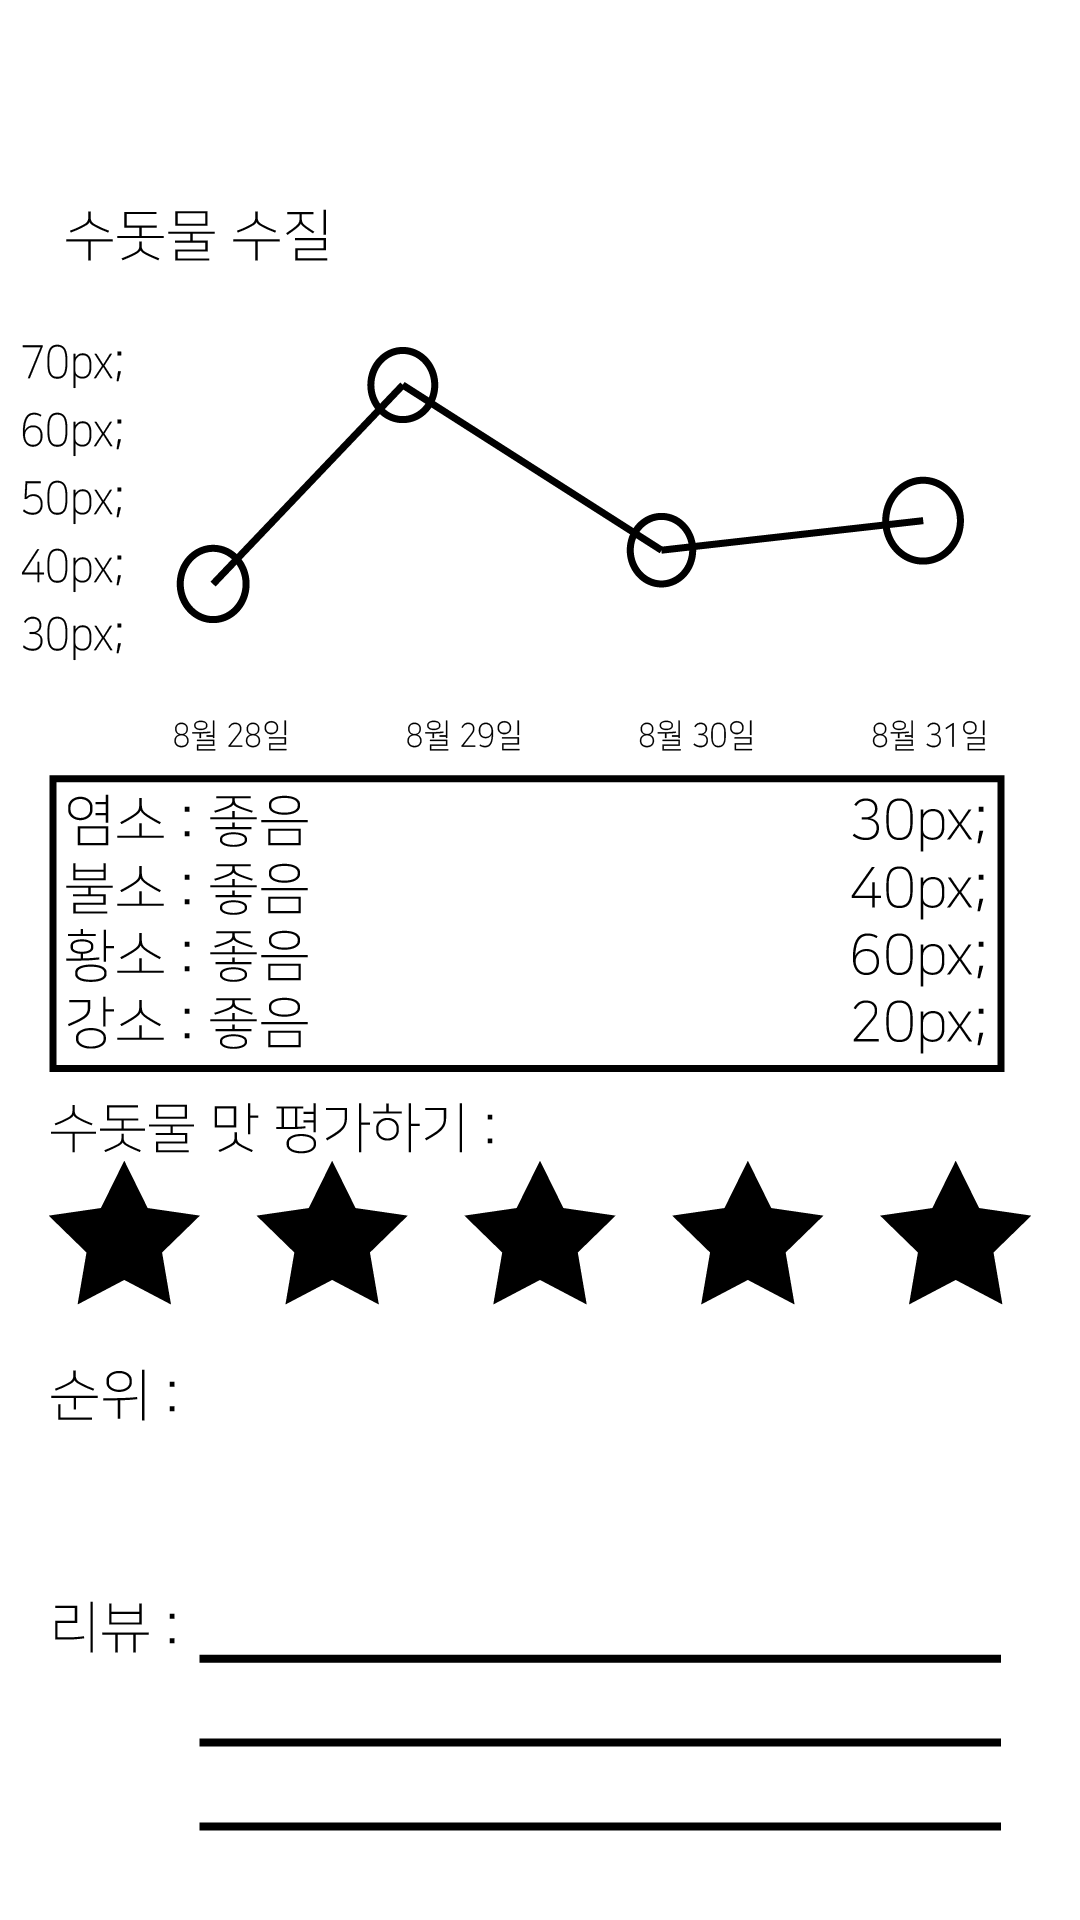 수돗물 수질
70px;
60px;
50px;
40px;
30px;
8월 28일 8월 29일 8월 30일 8월 31일
염소 : 좋음 30px;
불소 : 좋음 40px;
황소 : 좋음 60px;
강소 : 좋음 20px;
수돗물 맛 평가하기 :
순위 :
리뷰 :